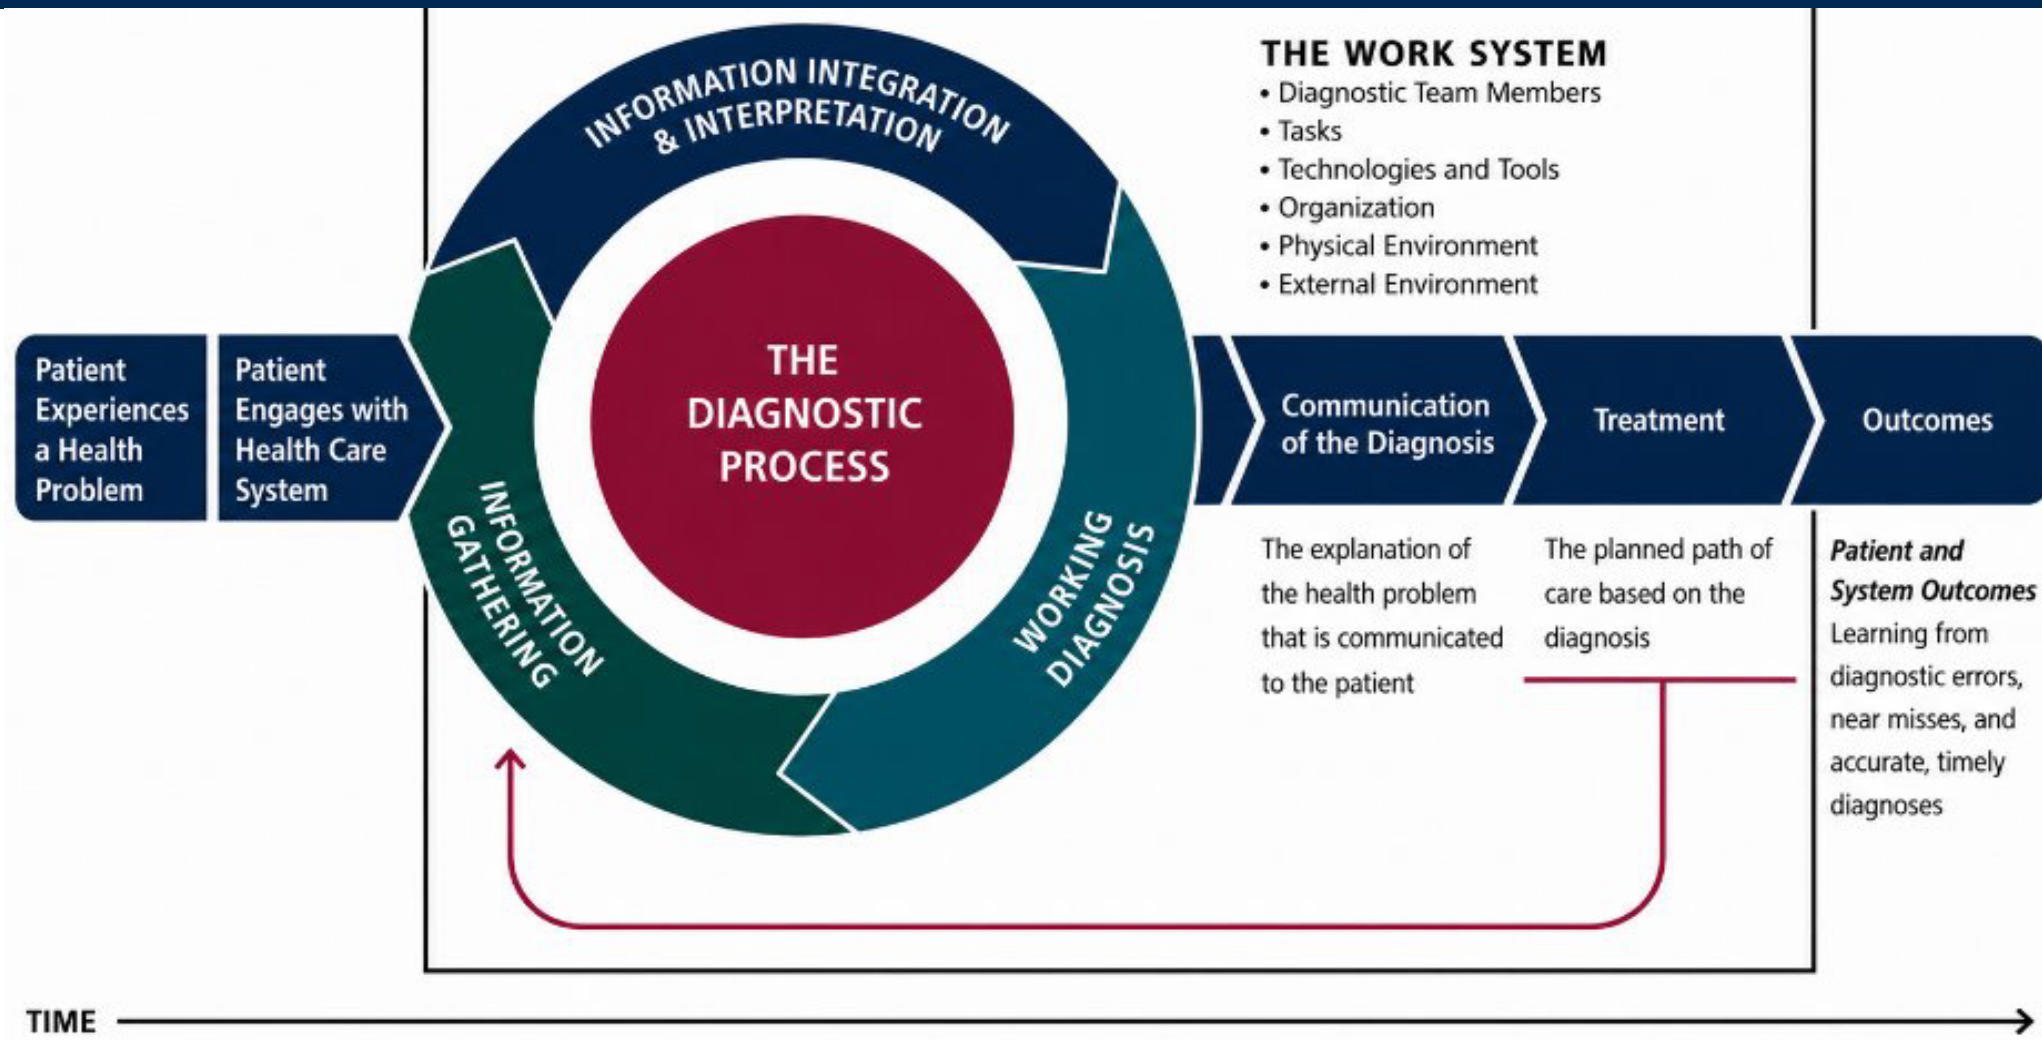 INFORMATION INTEGRATION
& INTERPRETATION
THE WORK SYSTEM
• Diagnostic Team Members
• Tasks
• Technologies and Tools
• Organization
• Physical Environment
• External Environment
Patient
Experiences
a Health
Problem
Patient
Engages with
Health Care
System
THE
DIAGNOSTIC
PROCESS
INFORMATION
GATHERING
WORKING
DIAGNOSIS
Communication
of the Diagnosis
Treatment
Outcomes
The explanation of
the health problem
that is communicated
to the patient
The planned path of
care based on the
diagnosis
Patient and
System Outcomes
Learning from
diagnostic errors,
near misses, and
accurate, timely
diagnoses
TIME